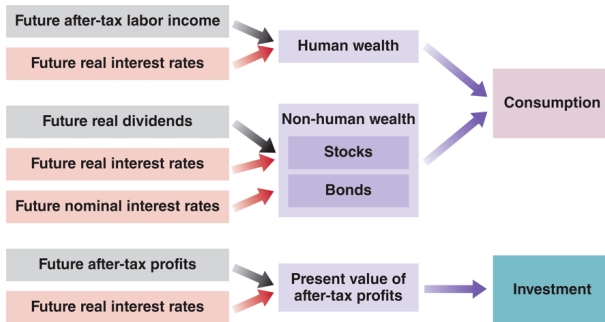 Future after-tax labor income
Future real interest rates
Human wealth
Future real dividends
Future real interest rates
Future nominal interest rates
Non-human wealth
Stocks
Bonds
Consumption
Future after-tax profits
Future real interest rates
Present value of
after-tax profits
Investment